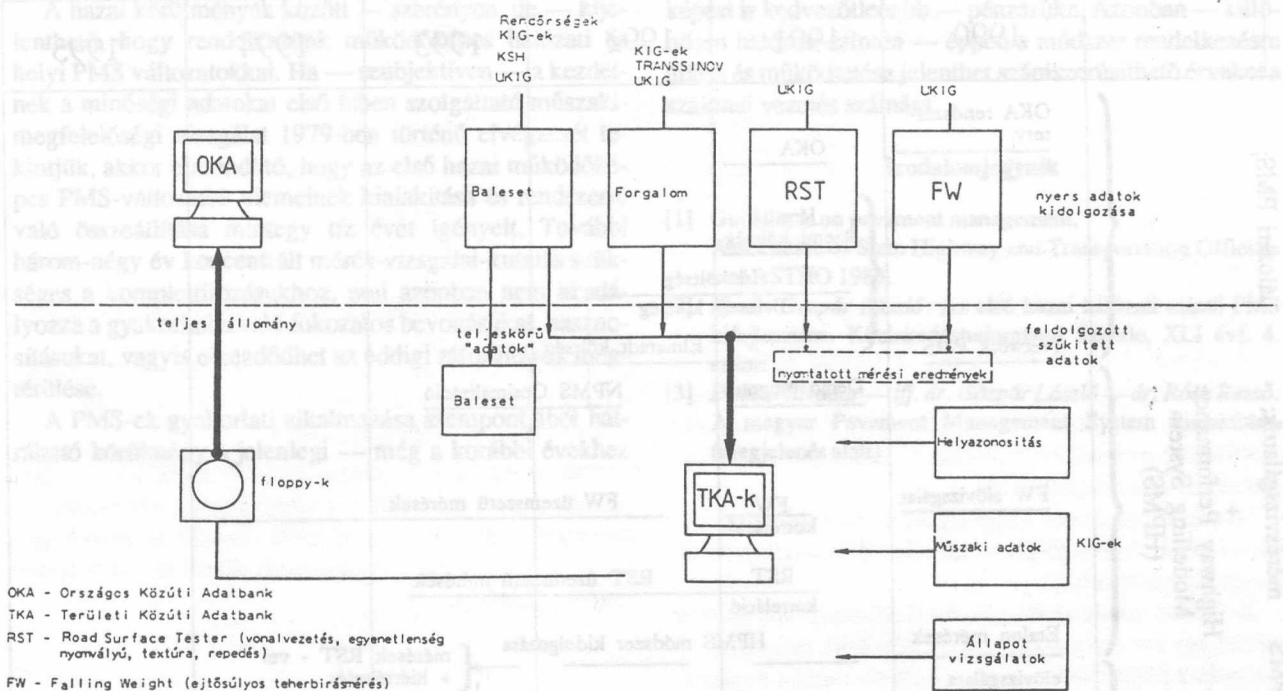 Rendőrségek
KIG-ek
KSH
UKIG
KIG-ek
TRANSSINOV
UKIG
UKIG
UKIG
OKA
Baleset
Forgalom
RST
FW
nyers adatok
kidolgozása
teljes állomány
"teljeskörű
adatok"
feldolgozott
szűkített
adatok
nyomtatott mérési eredmények
Baleset
Helyazonosítás
floppy-k
TKA-k
Műszaki adatok
KIG-ek
Állapot
vizsgálatok
OKA - Országos Közúti Adatbank
TKA - Területi Közúti Adatbank
RST - Road Surface Tester (vonalvezetés, egyenetlenség
nyomvályú, textúra, repedés)
FW - Falling Weight (ejtősúlyos teherbirásmérés)